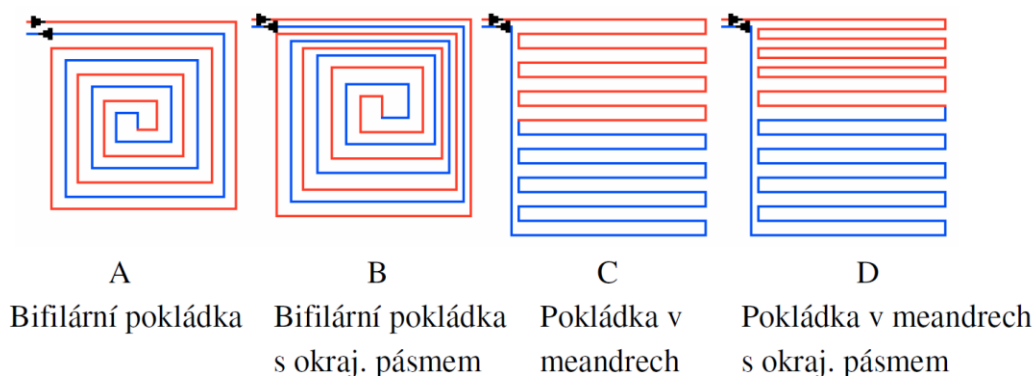 A
Bifilární pokládka
B
Bifilární pokládka
s okraj. pásmem
C
Pokládka v
meandrech
D
Pokládka v meandrech
s okraj. pásmem